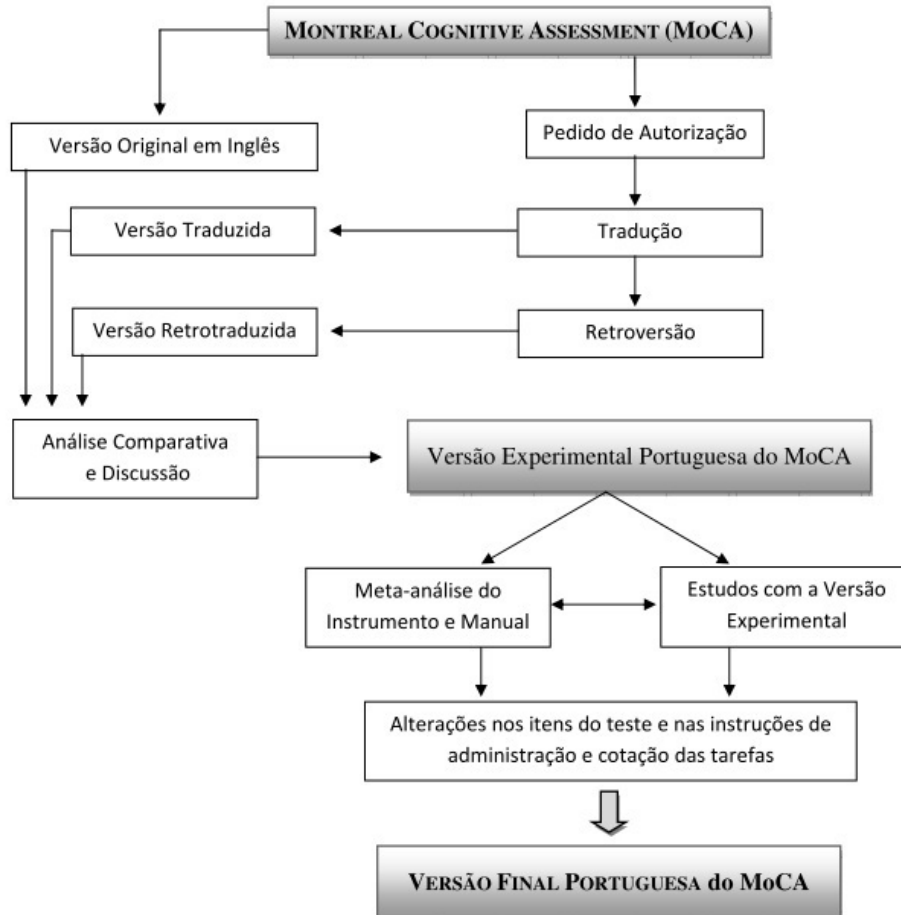 MONTREAL COGNITIVE ASSESSMENT (MoCA)
Versão Original em Inglês
Pedido de Autorização
Versão Traduzida
Tradução
Versão Retrotraduzida
Retroversão
Análise Comparativa
e Discussão
Versão Experimental Portuguesa do MoCA
Meta-análise do
Instrumento e Manual
Estudos com a Versão
Experimental
Alterações nos itens do teste e nas instruções de
administração e cotação das tarefas
VERSÃO FINAL PORTUGUESA do MoCA